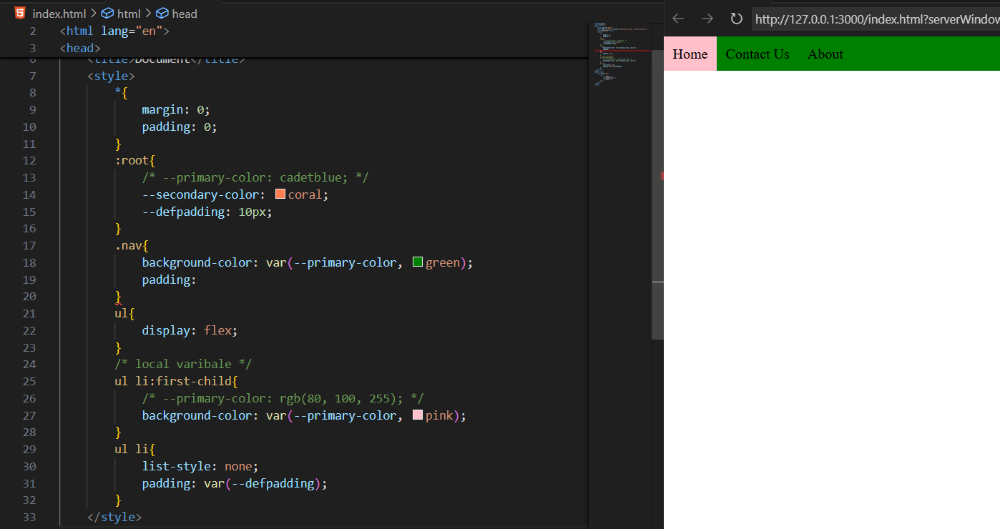 index.html > html > head
2 <html lang="en">
3 <head>
6 <title>Document</title>
7 <style>
8 *{
9 margin: 0;
10 padding: 0;
11 }
12 :root{
13 /* --primary-color: cadetblue; */
14 --secondary-color: coral;
15 --defpadding: 10px;
16 }
17 .nav{
18 background-color: var(--primary-color, green);
19 padding:
20 }
21 ul{
22 display: flex;
23 }
24 /* local varibale */
25 ul li:first-child{
26 /* --primary-color: rgb(80, 100, 255); */
27 background-color: var(--primary-color, pink);
28 }
29 ul li{
30 list-style: none;
31 padding: var(--defpadding);
32 }
33 </style>
http://127.0.0.1:3000/index.html?serverWindow
Home Contact Us About